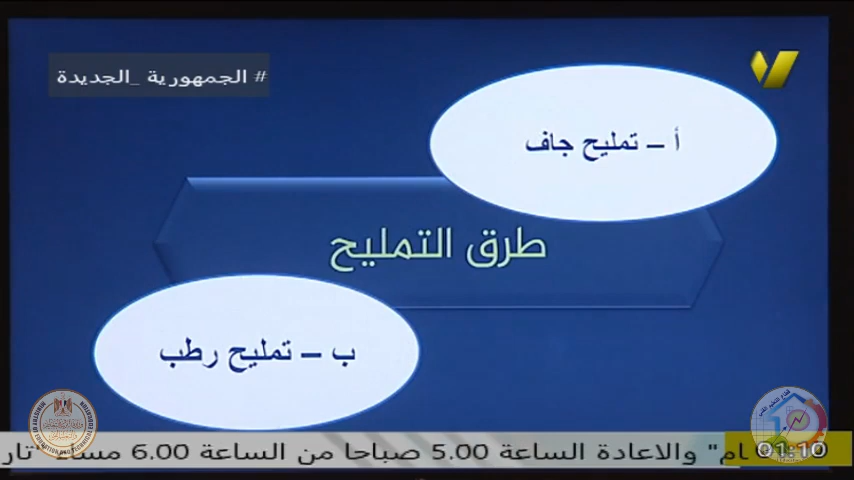 # الجمهورية _الجديدة
أ – تمليح جاف
طرق التمليح
ب – تمليح رطب
ام" والاعادة الساعة 5.00 صباحا من الساعة 6.00 مساء "تار
01:10